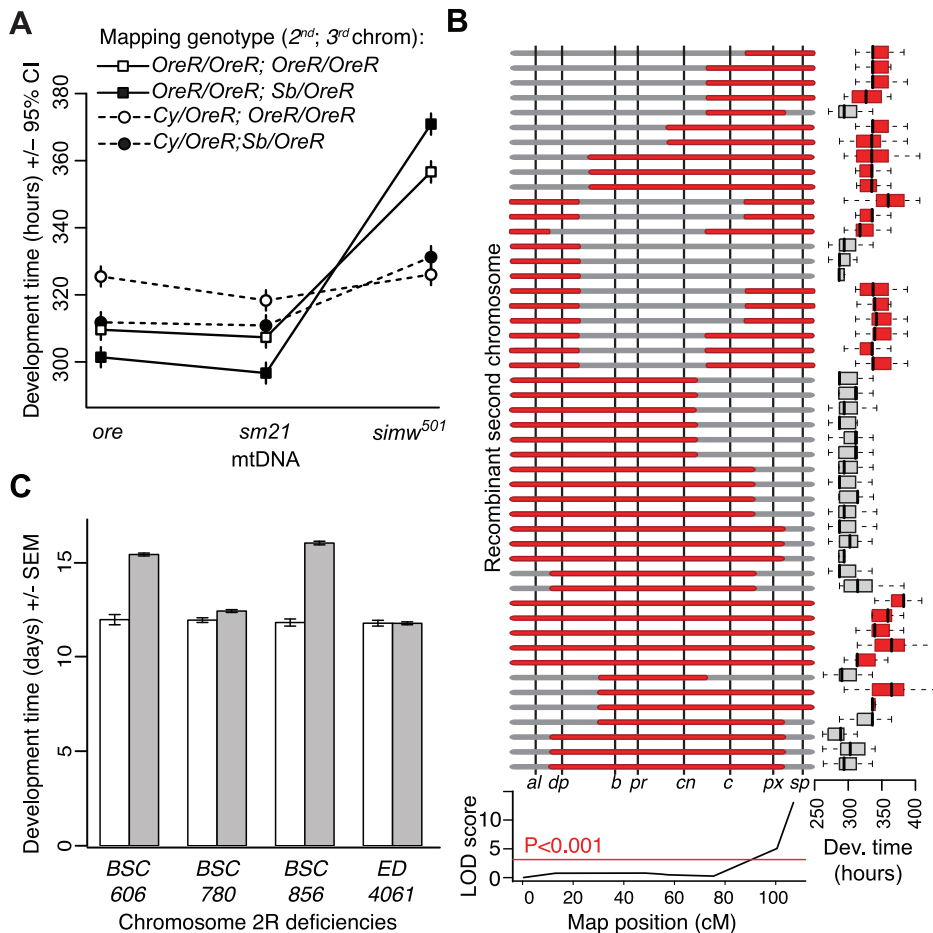 A
Mapping genotype (2nd; 3rd chrom):
OreR/OreR; OreR/OreR
OreR/OreR; Sb/OreR
Cy/OreR; OreR/OreR
Cy/OreR;Sb/OreR
Development time (hours) +/− 95% CI
380
360
340
320
300
ore
sm21
simw501
mtDNA
B
Recombinant second chromosome
al
dp
b
pr
cn
c
px
sp
250
300
350
400
Dev. time
(hours)
LOD score
10
5
0
P<0.001
0
20
40
60
80
100
Map position (cM)
C
Development time (days) +/− SEM
15
10
5
0
BSC
606
BSC
780
BSC
856
ED
4061
Chromosome 2R deficiencies